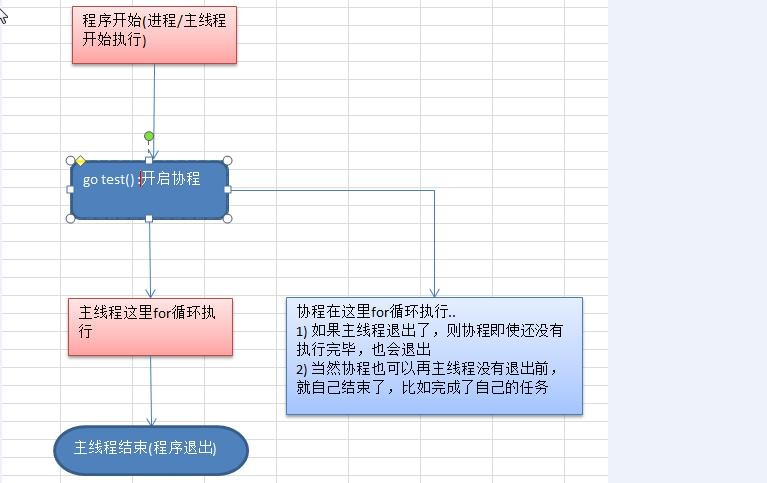 程序开始(进程/主线程
开始执行)
go test() :开启协程
主线程这里for循环执
行
协程在这里for循环执行..
1) 如果主线程退出了，则协程即使还没有
执行完毕，也会退出
2) 当然协程也可以再主线程没有退出前，
就自己结束了，比如完成了自己的任务
主线程结束(程序退出)